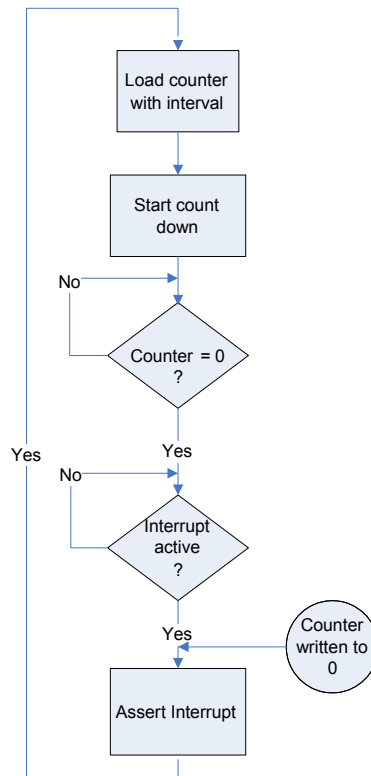 Load counter
with interval
Start count
down
No
Counter = 0
?
Yes
Yes
No
Interrupt
active
?
Yes
Counter
written to
0
Assert Interrupt